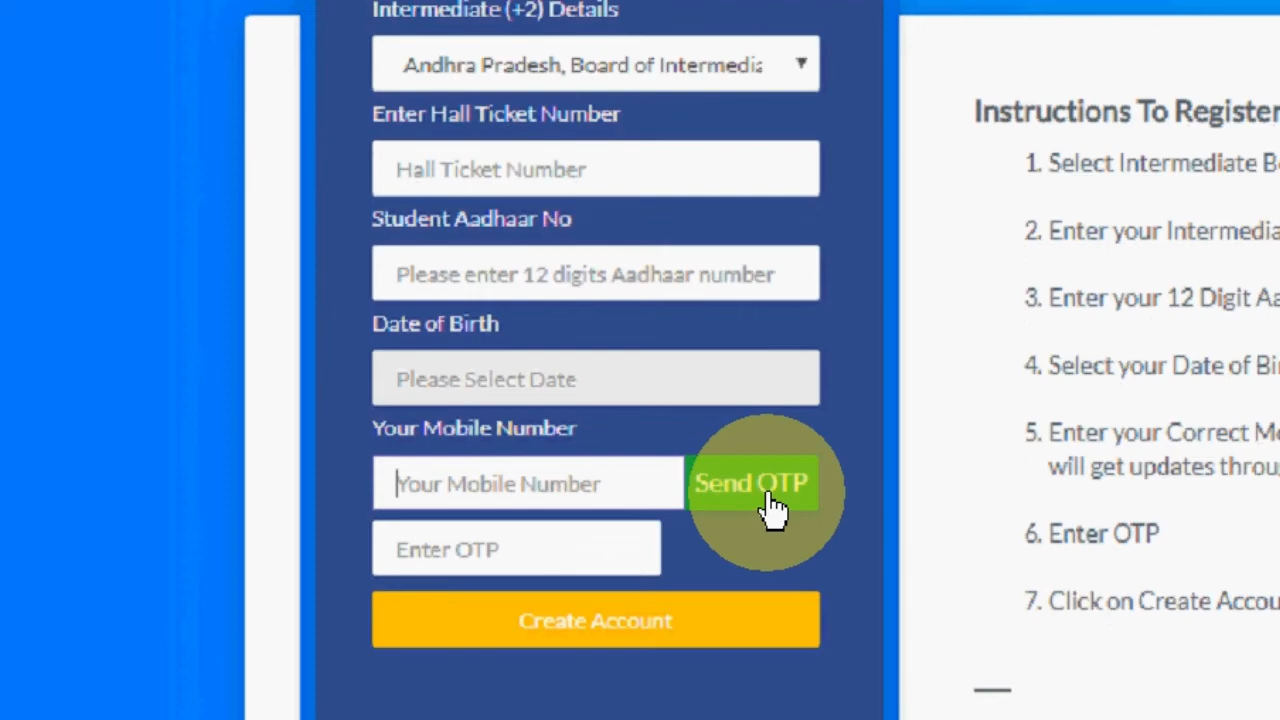 Intermediate (+2) Details
Andhra Pradesh, Board of Intermedia
Enter Hall Ticket Number
Hall Ticket Number
Student Aadhaar No
Please enter 12 digits Aadhaar number
Date of Birth
Please Select Date
Your Mobile Number
Your Mobile Number
Send OTP
Enter OTP
Create Account
Instructions To Register
1. Select Intermediate B
2. Enter your Intermedia
3. Enter your 12 Digit Aa
4. Select your Date of Bi
5. Enter your Correct M
will get updates throu
6. Enter OTP
7. Click on Create Accou